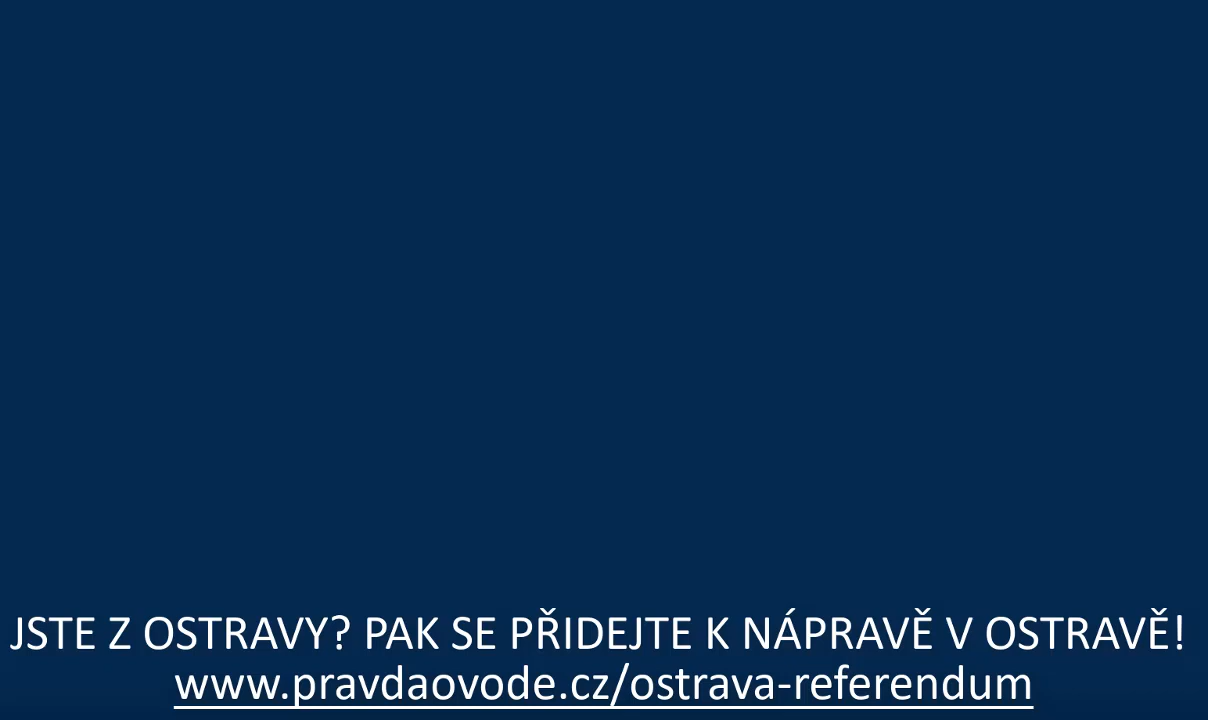 JSTE Z OSTRAVY? PAK SE PŘIDEJTE K NÁPRAVĚ V OSTRAVĚ!
www.pravdaovode.cz/ostrava-referendum